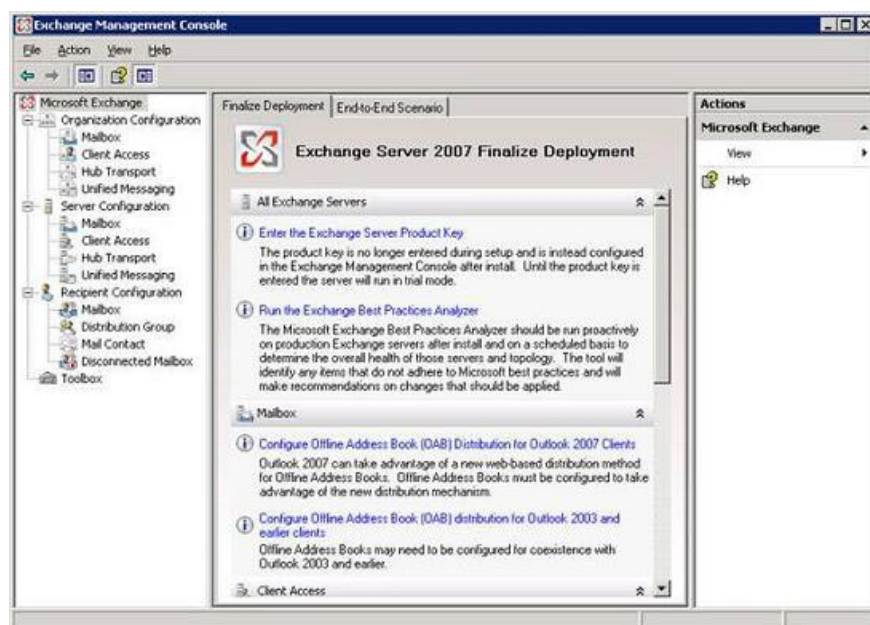 Exchange Management Console
File Action View Help
Microsoft Exchange
Organization Configuration
Mailbox
Client Access
Hub Transport
Unified Messaging
Server Configuration
Mailbox
Client Access
Hub Transport
Unified Messaging
Recipient Configuration
Mailbox
Distribution Group
Mail Contact
Disconnected Mailbox
Toolbox
Finalize Deployment
End-to-End Scenario
Exchange Server 2007 Finalize Deployment
All Exchange Servers
Enter the Exchange Server Product Key
The product key is no longer entered during setup and is instead configured
in the Exchange Management Console after install. Until the product key is
entered the server will run in trial mode.
Run the Exchange Best Practices Analyzer
The Microsoft Exchange Best Practices Analyzer should be run proactively
on production Exchange servers after install and on a scheduled basis to
determine the overall health of those servers and topology. The tool will
identify any items that do not adhere to Microsoft best practices and will
make recommendations on changes that should be applied.
Mailbox
Configure Offline Address Book (OAB) Distribution for Outlook 2007 Clients
Outlook 2007 can take advantage of a new web-based distribution method
for Offline Address Books. Offline Address Books must be configured to take
advantage of the new distribution mechanism.
Configure Offline Address Book (OAB) distribution for Outlook 2003 and
earlier clients
Offline Address Books may need to be configured for coexistence with
Outlook 2003 and earlier.
Client Access
Actions
Microsoft Exchange
View
Help